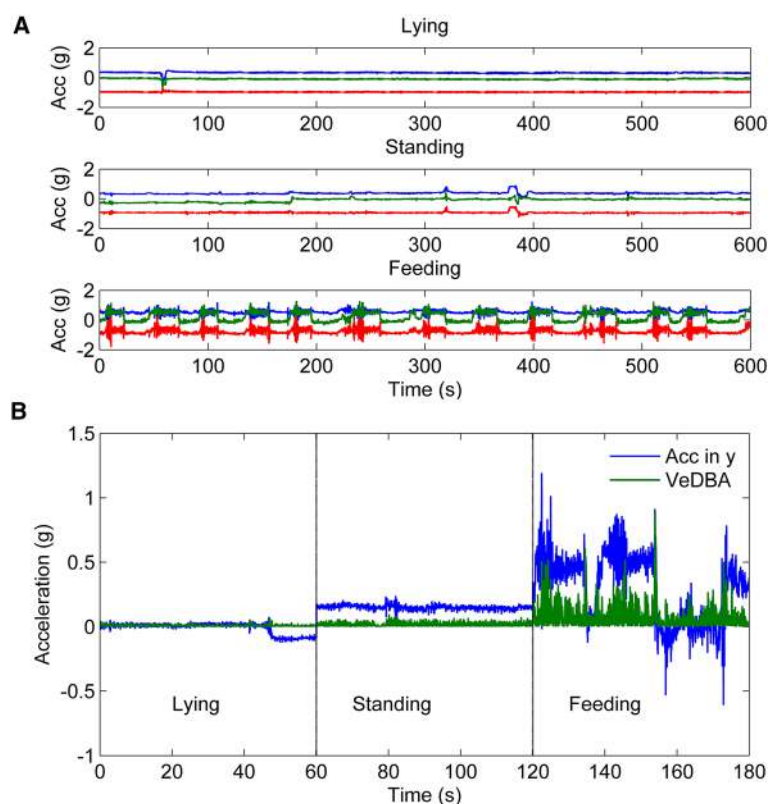 A
Lying
Acc (g)
2
0
-2
0 100 200 300 400 500 600
Standing
Acc (g)
2
0
-2
0 100 200 300 400 500 600
Feeding
Acc (g)
2
0
-2
0 100 200 300 400 500 600
Time (s)
B
Acceleration (g)
1.5
1
0.5
0
-0.5
-1
Acc in y
VeDBA
Lying Standing Feeding
0 20 40 60 80 100 120 140 160 180
Time (s)